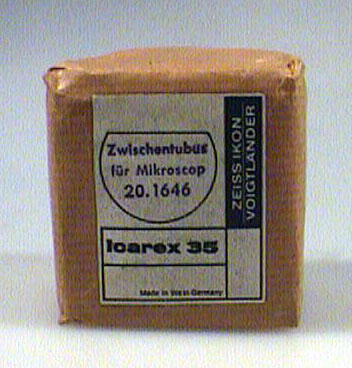 Zwischentubus
für Mikroscop
20.1646
ZEISS IKON
VOIGTLÄNDER
Icarex 35
Made in West-Germany